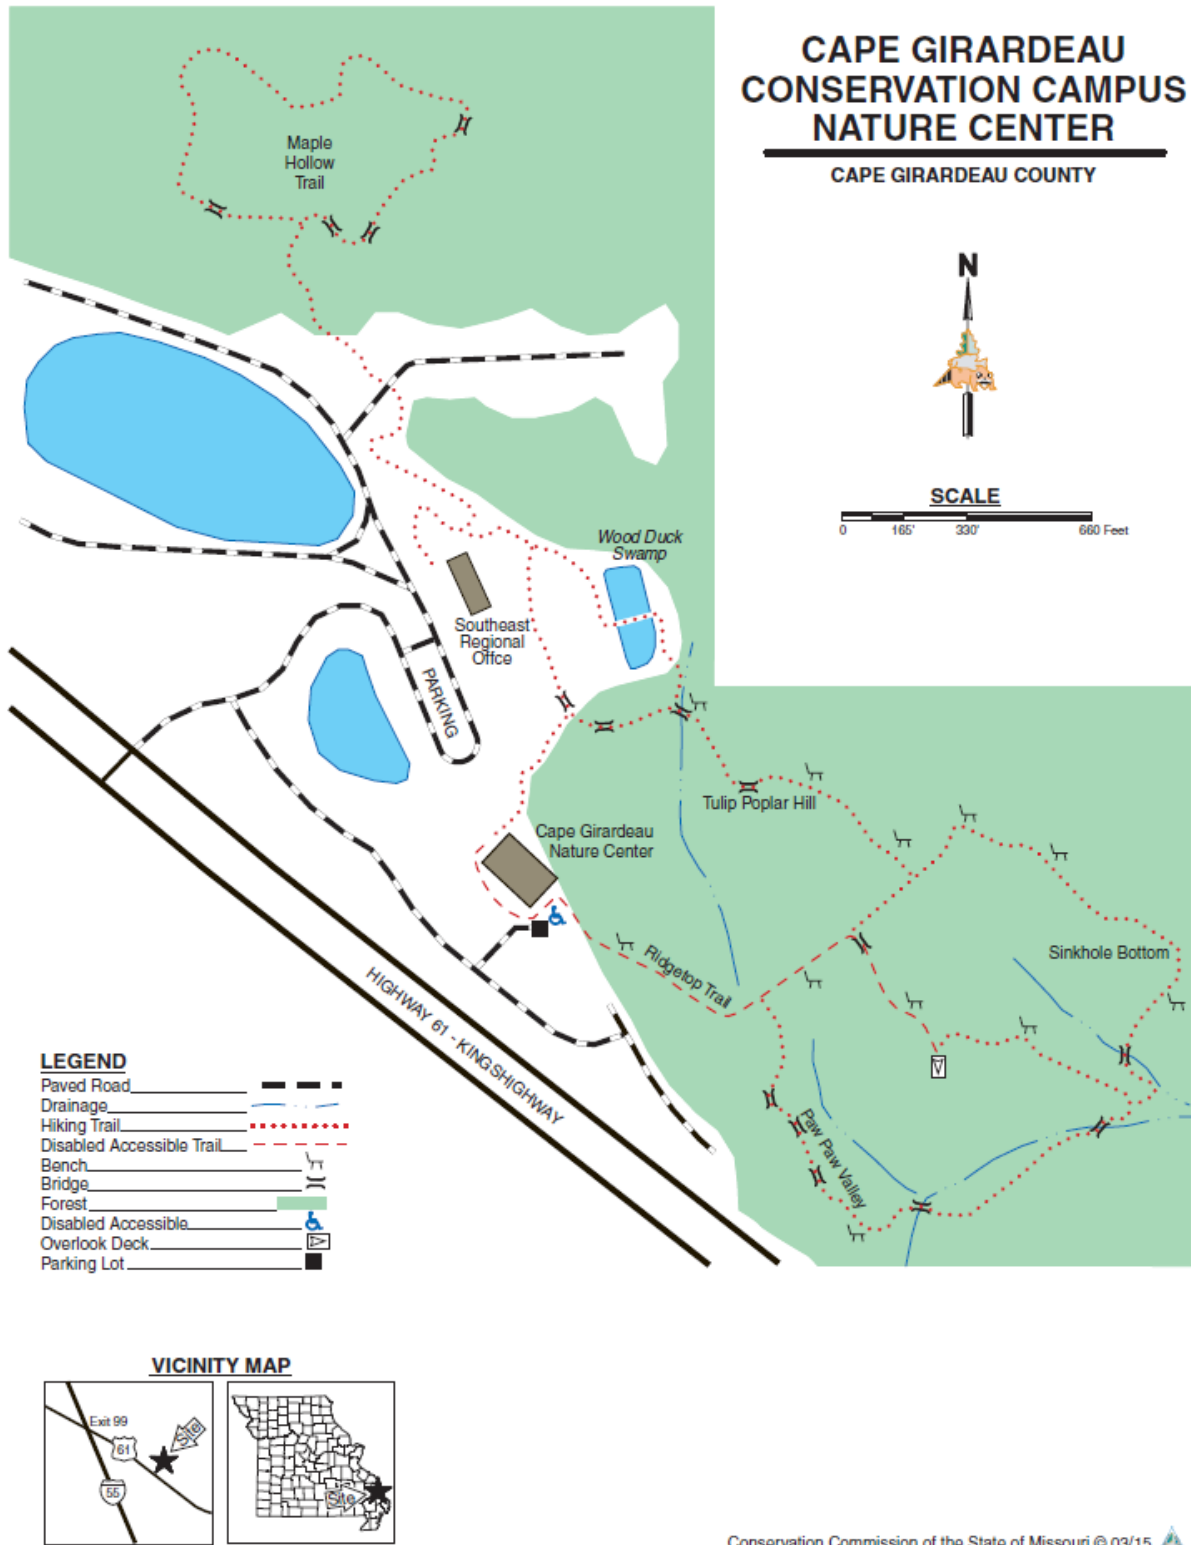 CAPE GIRARDEAU
CONSERVATION CAMPUS
NATURE CENTER
CAPE GIRARDEAU COUNTY
N
SCALE
0 165' 330' 660 Feet
Maple
Hollow
Trail
Wood Duck
Swamp
Southeast
Regional
Offce
PARKING
Tulip Poplar Hill
Cape Girardeau
Nature Center
Ridgetop Trail
Sinkhole Bottom
Paw Paw Valley
HIGHWAY 61 - KINGSHIGHWAY
LEGEND
Paved Road
Drainage
Hiking Trail
Disabled Accessible Trail
Bench
Bridge
Forest
Disabled Accessible
Overlook Deck
Parking Lot
VICINITY MAP
Exit 99
61
Site
55
Site
Conservation Commission of the State of Missouri © 03/15